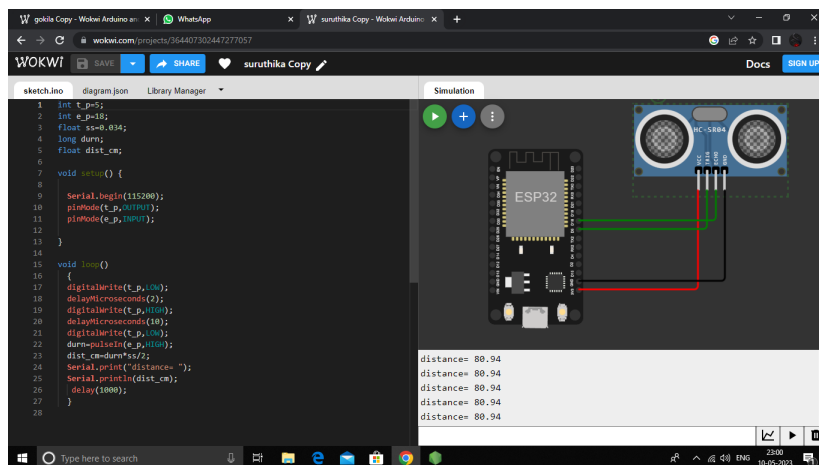 gokila Copy - Wokwi Arduino an
WhatsApp
suruthika Copy - Wokwi Arduino
wokwi.com/projects/364407302447277057
WOKWI
SAVE
SHARE
suruthika Copy
Docs
SIGN UP
sketch.ino
diagram.json
Library Manager
Simulation
1 int t_p=5;
2 int e_p=18;
3 float ss=0.034;
4 long durn;
5 float dist_cm;
6
7 void setup() {
8
9 Serial.begin(115200);
10 pinMode(t_p,OUTPUT);
11 pinMode(e_p,INPUT);
12
13 }
14
15 void loop()
16 {
17 digitalWrite(t_p,LOW);
18 delayMicroseconds(2);
19 digitalWrite(t_p,HIGH);
20 delayMicroseconds(10);
21 digitalWrite(t_p,LOW);
22 durn=pulseIn(e_p,HIGH);
23 dist_cm=durn*ss/2;
24 Serial.print("distance= ");
25 Serial.println(dist_cm);
26 delay(1000);
27 }
28
HC-SR04
VCC
TRIG
ECHO
GND
ESP32
distance= 80.94
distance= 80.94
distance= 80.94
distance= 80.94
distance= 80.94
Type here to search
ENG
23:00
10-05-2023